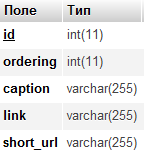 Поле Тип
id int(11)
ordering int(11)
caption varchar(255)
link varchar(255)
short_url varchar(255)